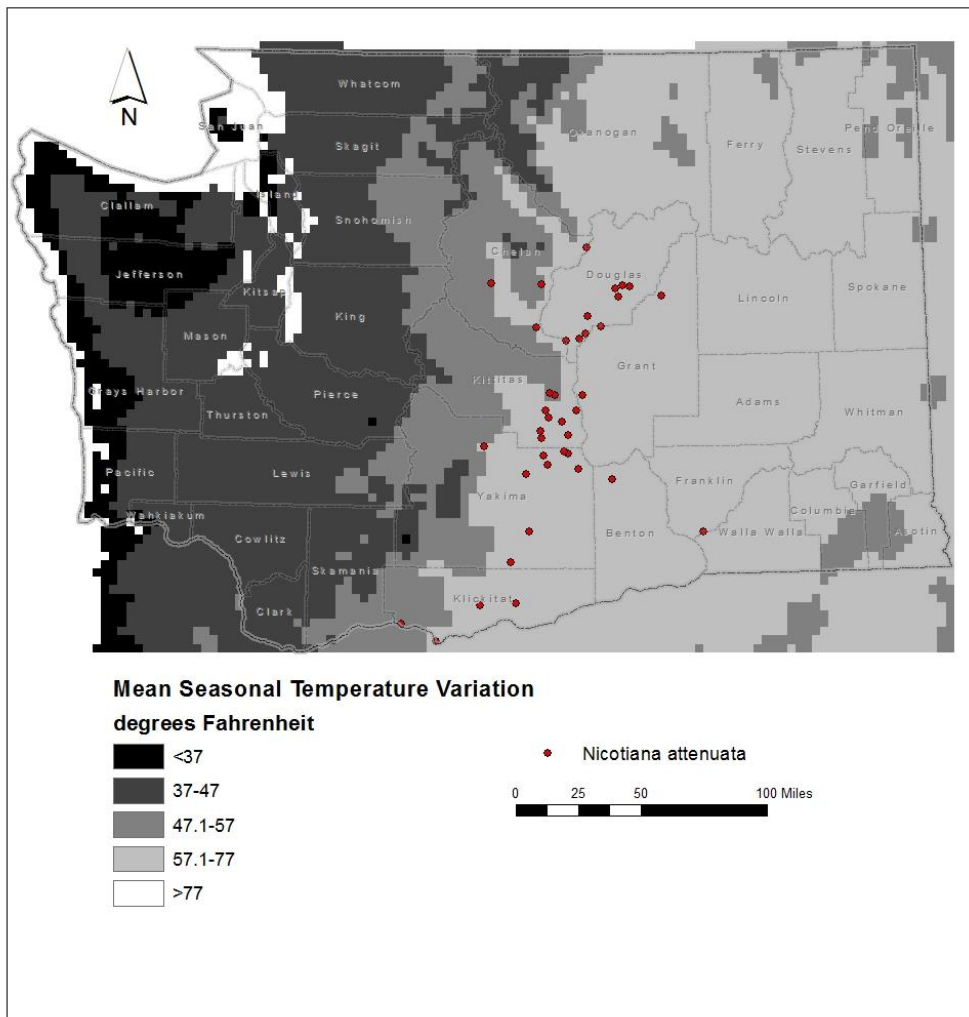 N
Whatcom
San Juan
Skagit
Okanogan
Ferry
Stevens
Pend Oreille
Island
Clallam
Snohomish
Chelan
Jefferson
Kitsap
Douglas
Lincoln
Spokane
King
Mason
Grant
Kittitas
Grays Harbor
Pierce
Adams
Whitman
Thurston
Pacific
Lewis
Yakima
Franklin
Garfield
Columbia
Wahkiakum
Cowlitz
Benton
Walla Walla
Asotin
Skamania
Klickitat
Clark
Mean Seasonal Temperature Variation
degrees Fahrenheit
<37
37-47
47.1-57
57.1-77
>77
Nicotiana attenuata
0 25 50 100 Miles